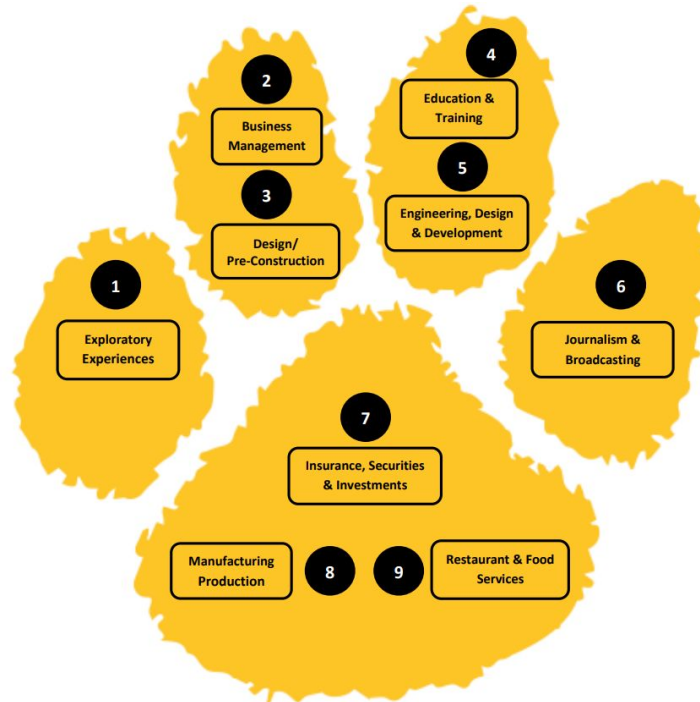 1
Exploratory
Experiences
2
Business
Management
3
Design/
Pre-Construction
4
Education &
Training
5
Engineering, Design
& Development
6
Journalism &
Broadcasting
7
Insurance, Securities
& Investments
Manufacturing
Production
8
9
Restaurant & Food
Services